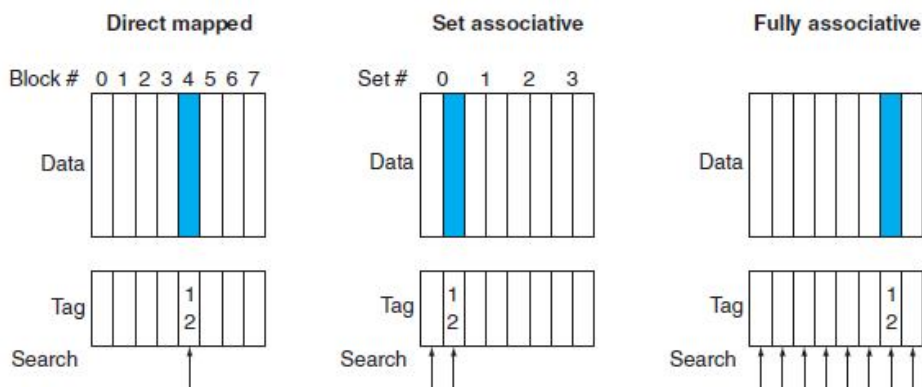 Direct mapped
Set associative
Fully associative
Block # 0 1 2 3 4 5 6 7
Set # 0 1 2 3
Data
Data
Data
Tag
1
2
Tag
1
2
Tag
1
2
Search
Search
Search